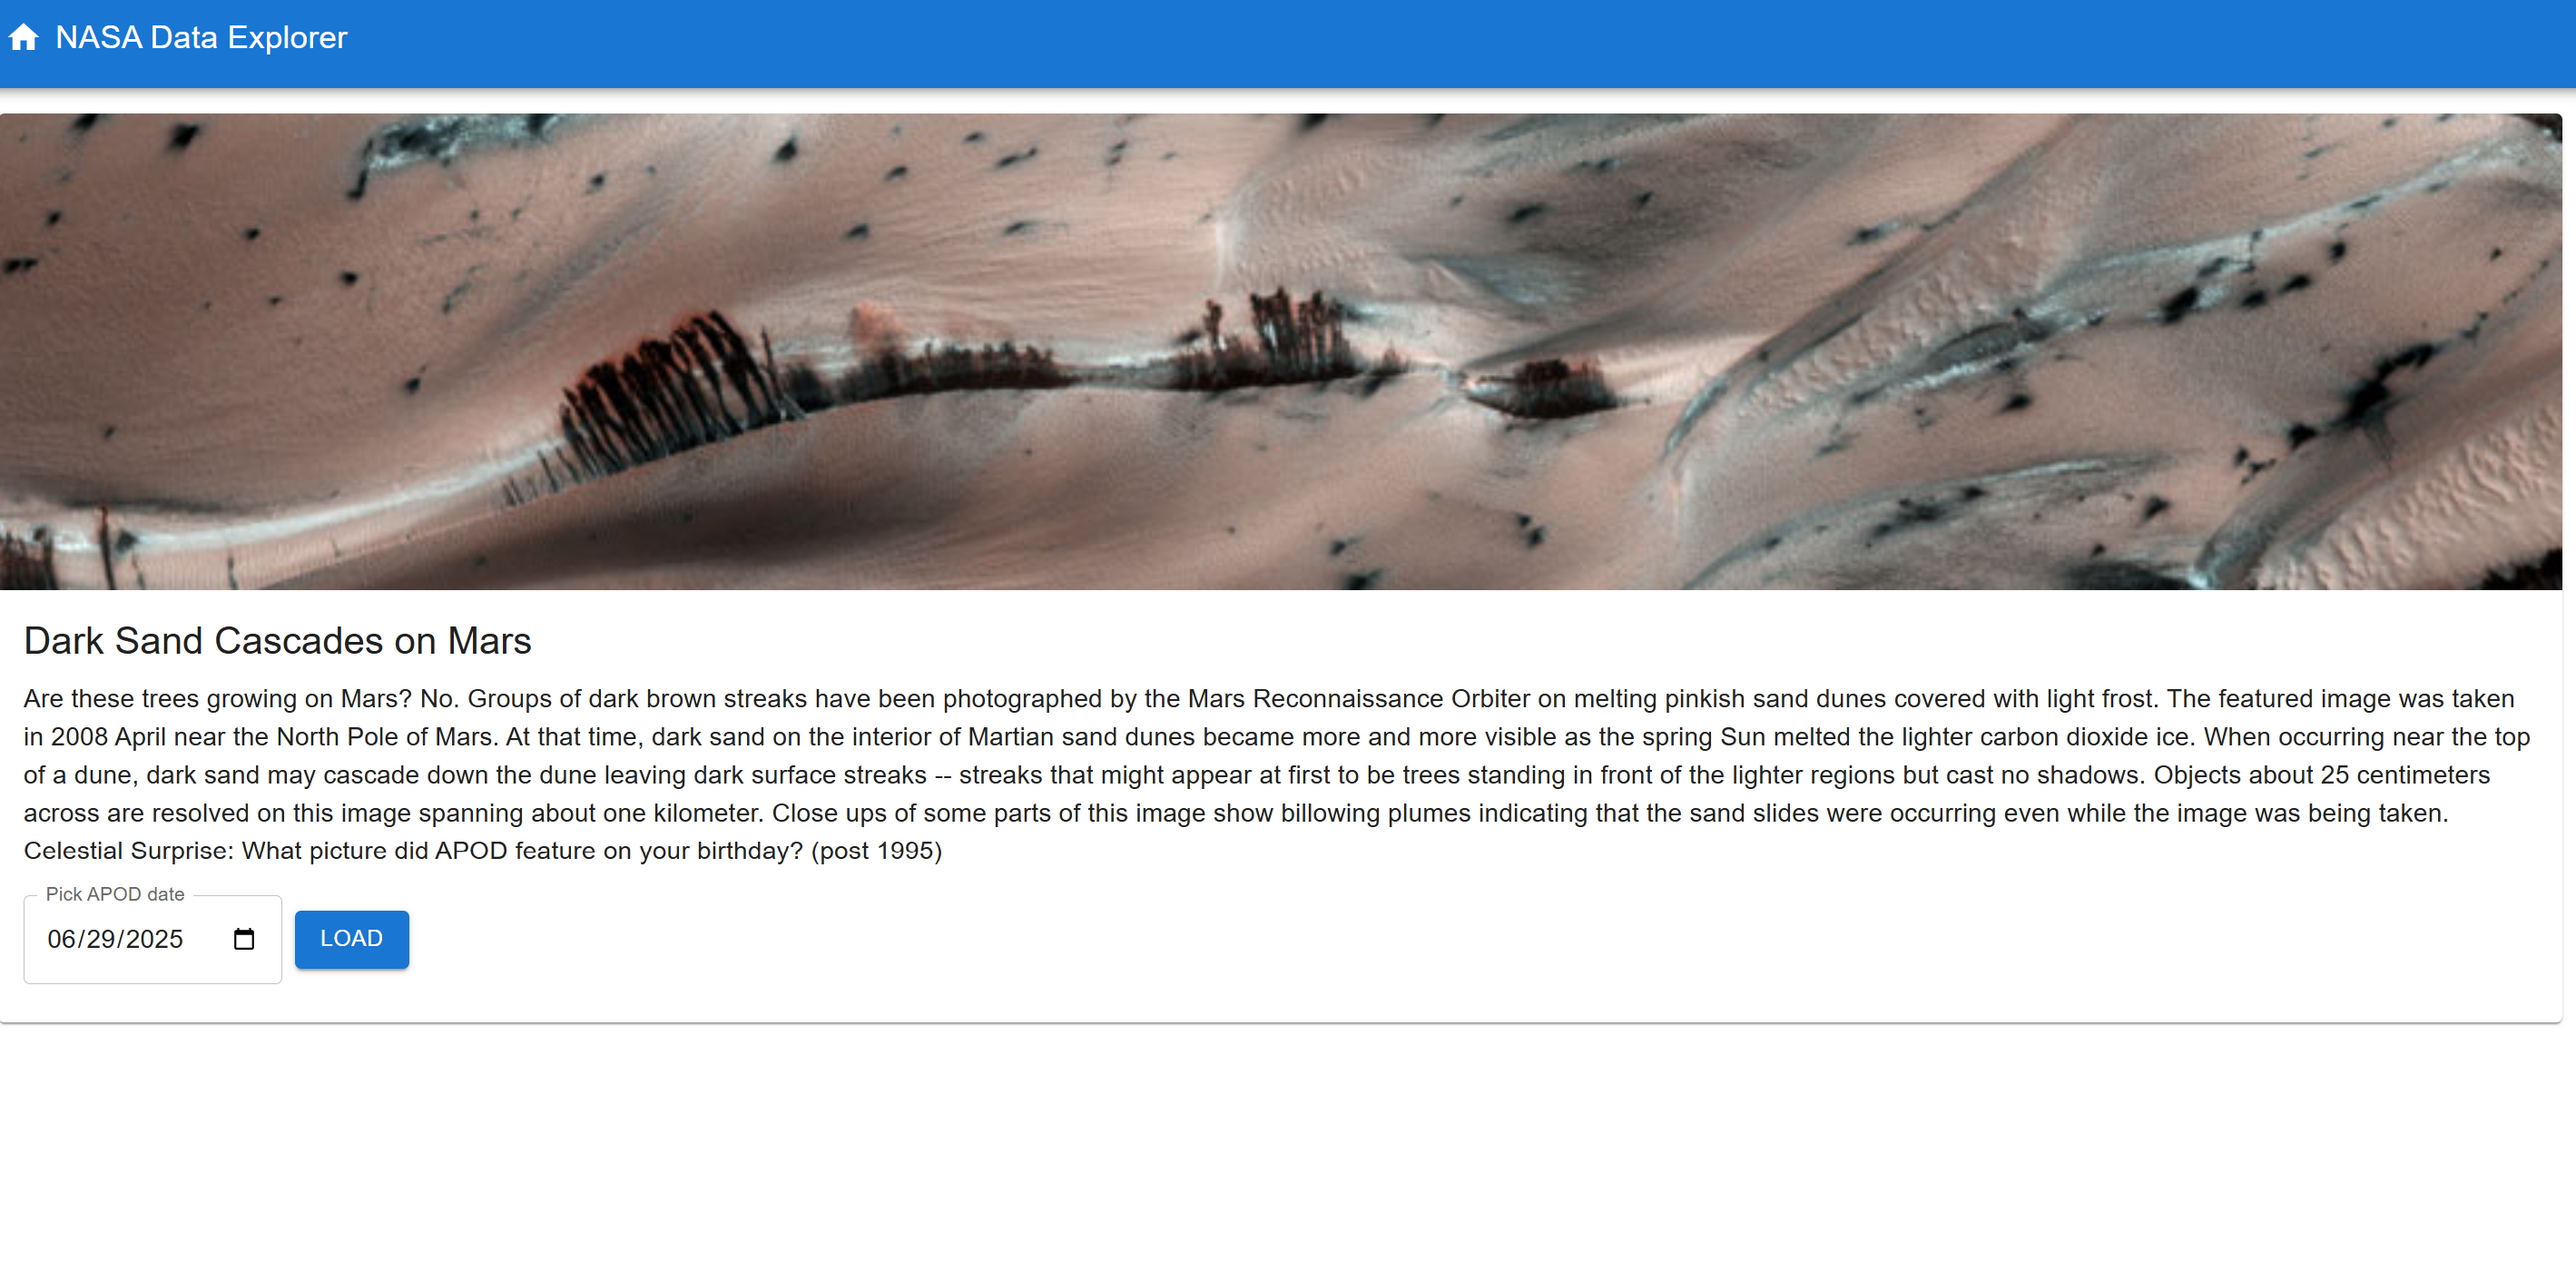 NASA Data Explorer
Dark Sand Cascades on Mars
Are these trees growing on Mars? No. Groups of dark brown streaks have been photographed by the Mars Reconnaissance Orbiter on melting pinkish sand dunes covered with light frost. The featured image was taken
in 2008 April near the North Pole of Mars. At that time, dark sand on the interior of Martian sand dunes became more and more visible as the spring Sun melted the lighter carbon dioxide ice. When occurring near the top
of a dune, dark sand may cascade down the dune leaving dark surface streaks -- streaks that might appear at first to be trees standing in front of the lighter regions but cast no shadows. Objects about 25 centimeters
across are resolved on this image spanning about one kilometer. Close ups of some parts of this image show billowing plumes indicating that the sand slides were occurring even while the image was being taken.
Celestial Surprise: What picture did APOD feature on your birthday? (post 1995)
Pick APOD date
06/29/2025
LOAD